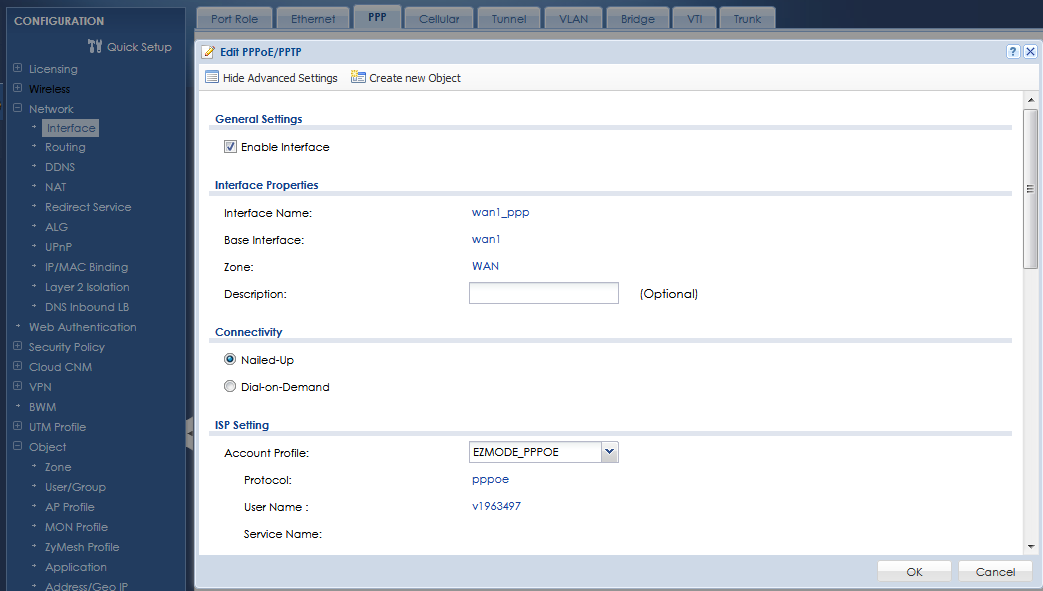 CONFIGURATION
Quick Setup
Licensing
Wireless
Network
Interface
Routing
DDNS
NAT
Redirect Service
ALG
UPnP
IP/MAC Binding
Layer 2 Isolation
DNS Inbound LB
Web Authentication
Security Policy
Cloud CNM
VPN
BWM
UTM Profile
Object
Zone
User/Group
AP Profile
MON Profile
ZyMesh Profile
Application
Address/Geo IP
Port Role Ethernet PPP Cellular Tunnel VLAN Bridge VTI Trunk
Edit PPPoE/PPTP
Hide Advanced Settings Create new Object
General Settings
Enable Interface
Interface Properties
Interface Name: wan1_ppp
Base Interface: wan1
Zone: WAN
Description: (Optional)
Connectivity
Nailed-Up
Dial-on-Demand
ISP Setting
Account Profile: EZMODE_PPPOE
Protocol: pppoe
User Name : v1963497
Service Name:
OK Cancel